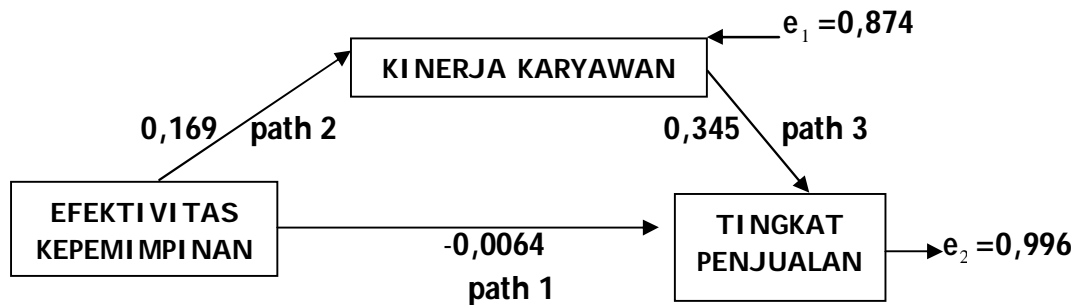 e₁ =0,874
KINERJA KARYAWAN
0,169 path 2
0,345 path 3
EFEKTIVITAS
KEPEMIMPINAN
-0,0064
path 1
TINGKAT
PENJUALAN
e₂ =0,996